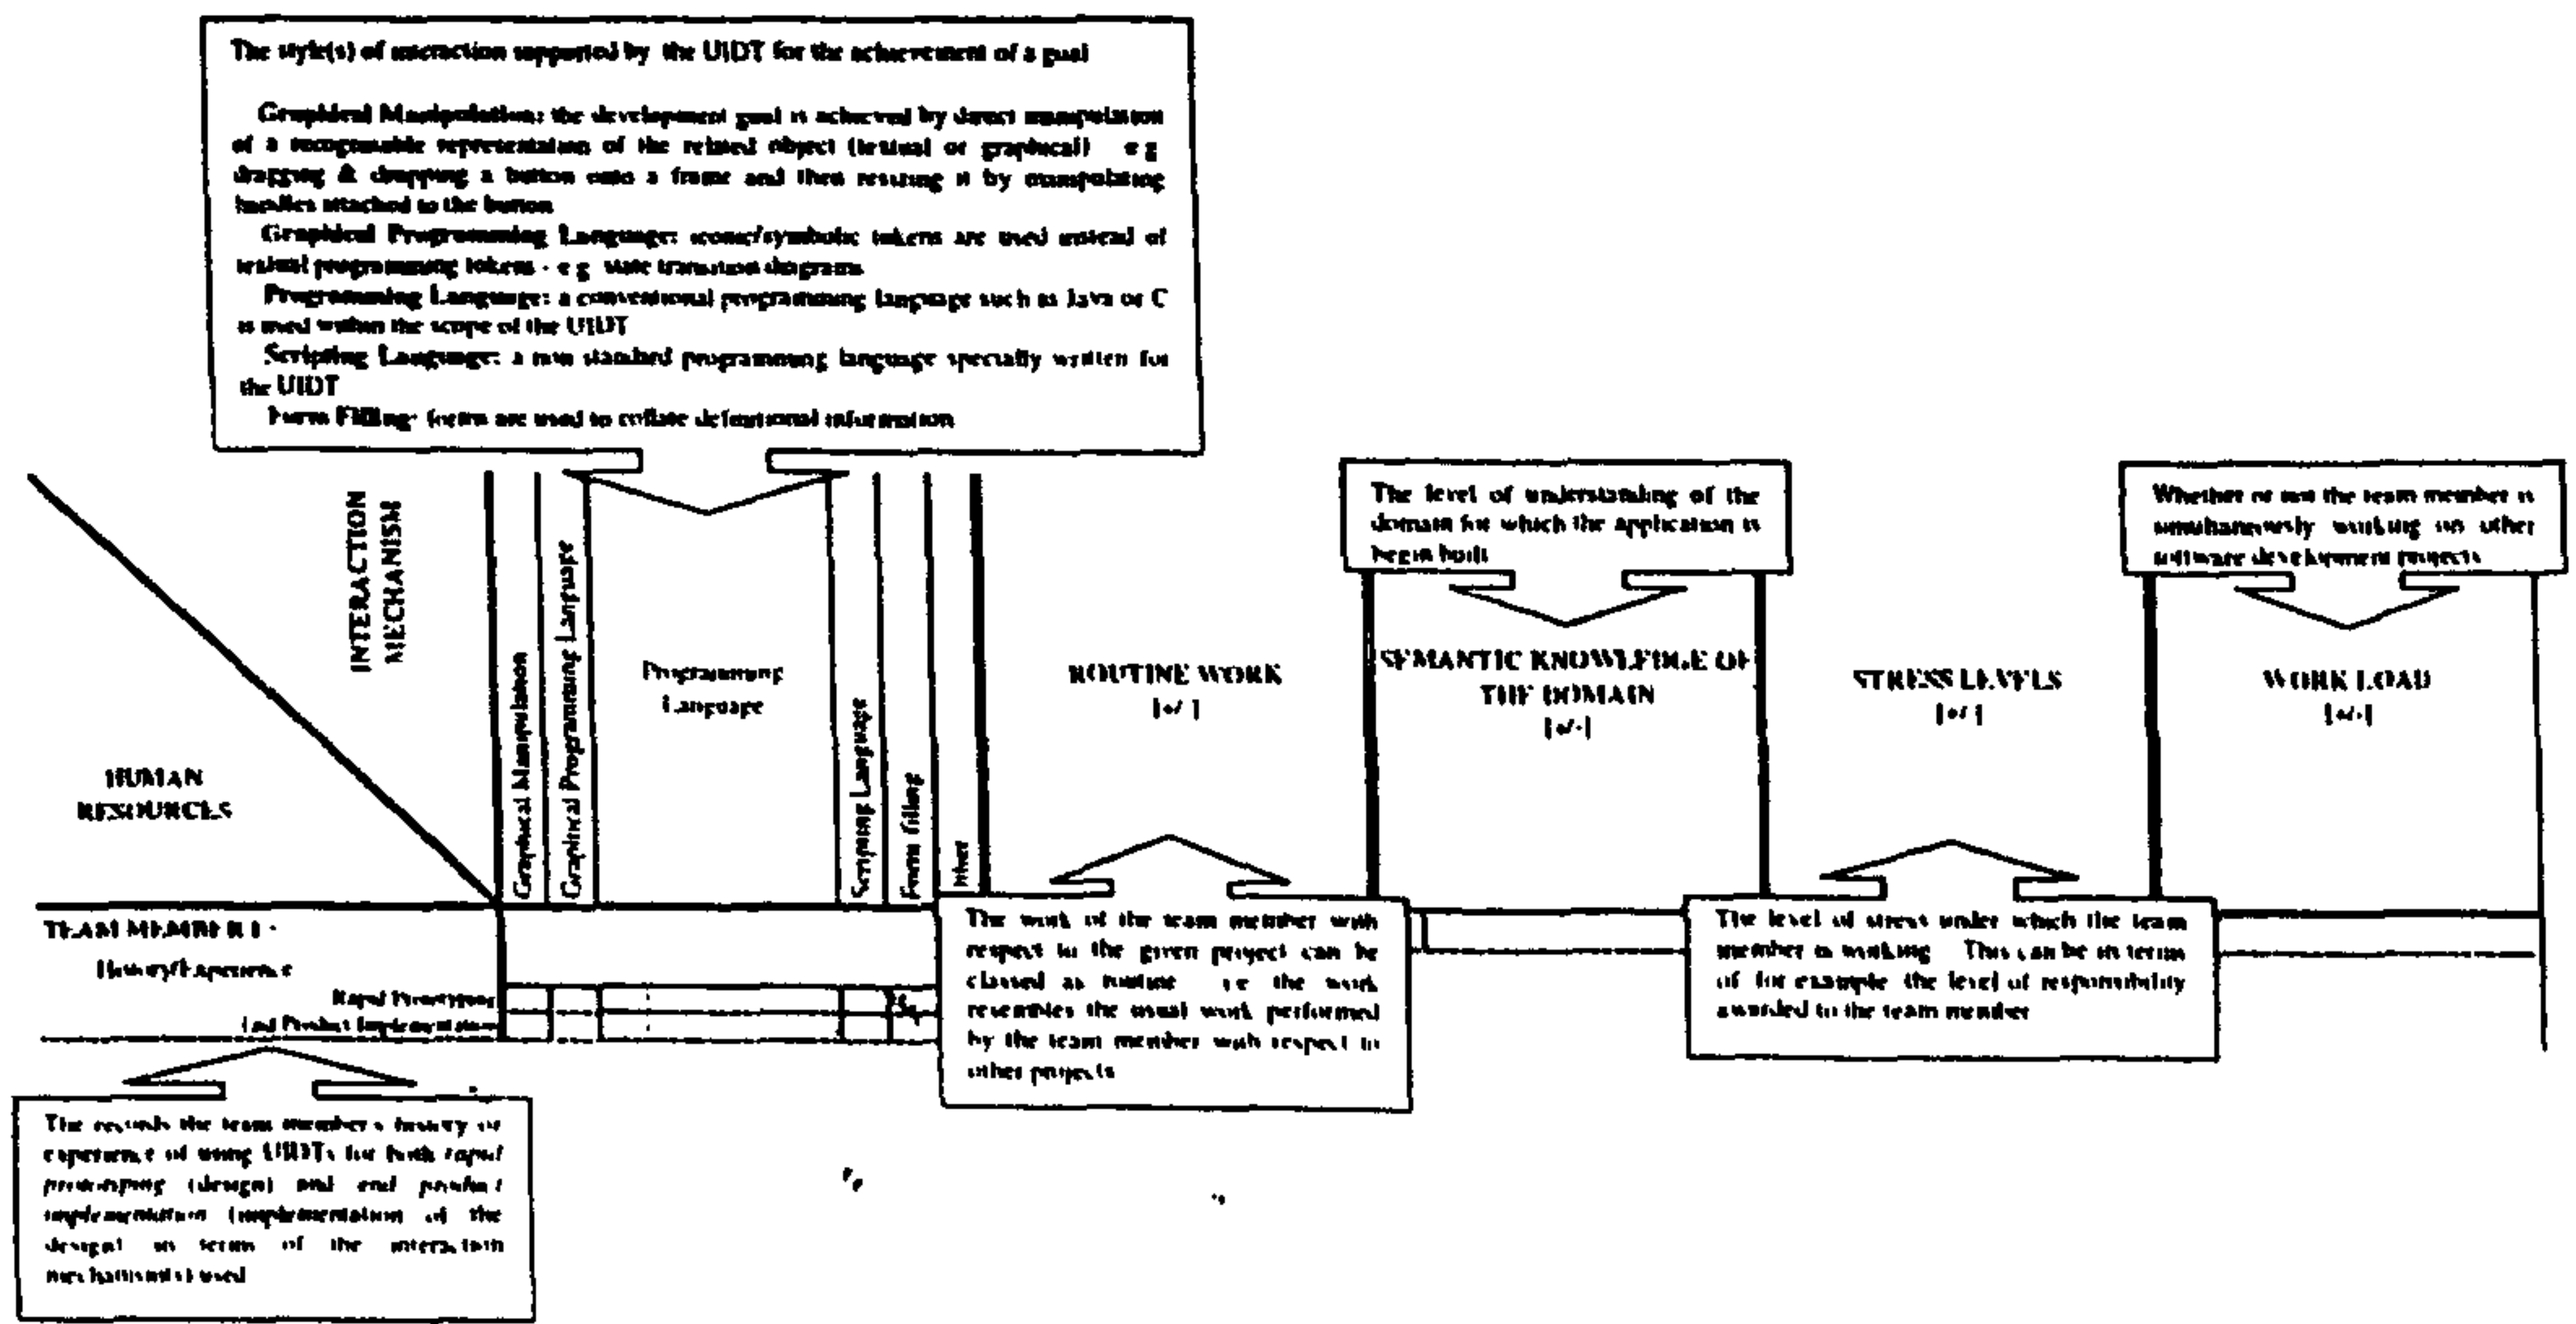 The style(s) of interaction supported by the UIDT for the achievement of a goal
Graphical Manipulation: the development goal is achieved by direct manipulation
of a recognisable representation of the related object (textual or graphical) e g
dragging & dropping a button onto a frame and then resizing it by manipulating
handles attached to the button
Graphical Programming Language: iconic/symbolic tokens are used instead of
textual programming tokens - e g state transition diagrams
Programming Language: a conventional programming language such as Java or C
is used within the scope of the UIDT
Scripting Language: a non standard programming language specially written for
the UIDT
Form Filling: forms are used to collate definitional information
The level of understanding of the
domain for which the application is
begin built
Whether or not the team member is
simultaneously working on other
software development projects
INTERACTION
MECHANISM
HUMAN
RESOURCES
Graphical Manipulation
Graphical Programming Language
Programming
Language
Scripting Language
Form Filling
ROUTINE WORK
[+/ ]
SEMANTIC KNOWLEDGE OF
THE DOMAIN
[+/-]
STRESS LEVELS
[+/ ]
WORK LOAD
[+/-]
TEAM MEMBER 1
History/Experience
Rapid Prototyping
End Product Implementation
The work of the team member with
respect to the given project can be
classed as routine i e the work
resembles the usual work performed
by the team member with respect to
other projects
The level of stress under which the team
member is working This can be in terms
of for example the level of responsibility
awarded to the team member
The records the team member s history or
experience of using UIDTs for both rapid
prototyping (design) and end product
implementation (implementation of the
design) in terms of the interaction
mechanism(s) used